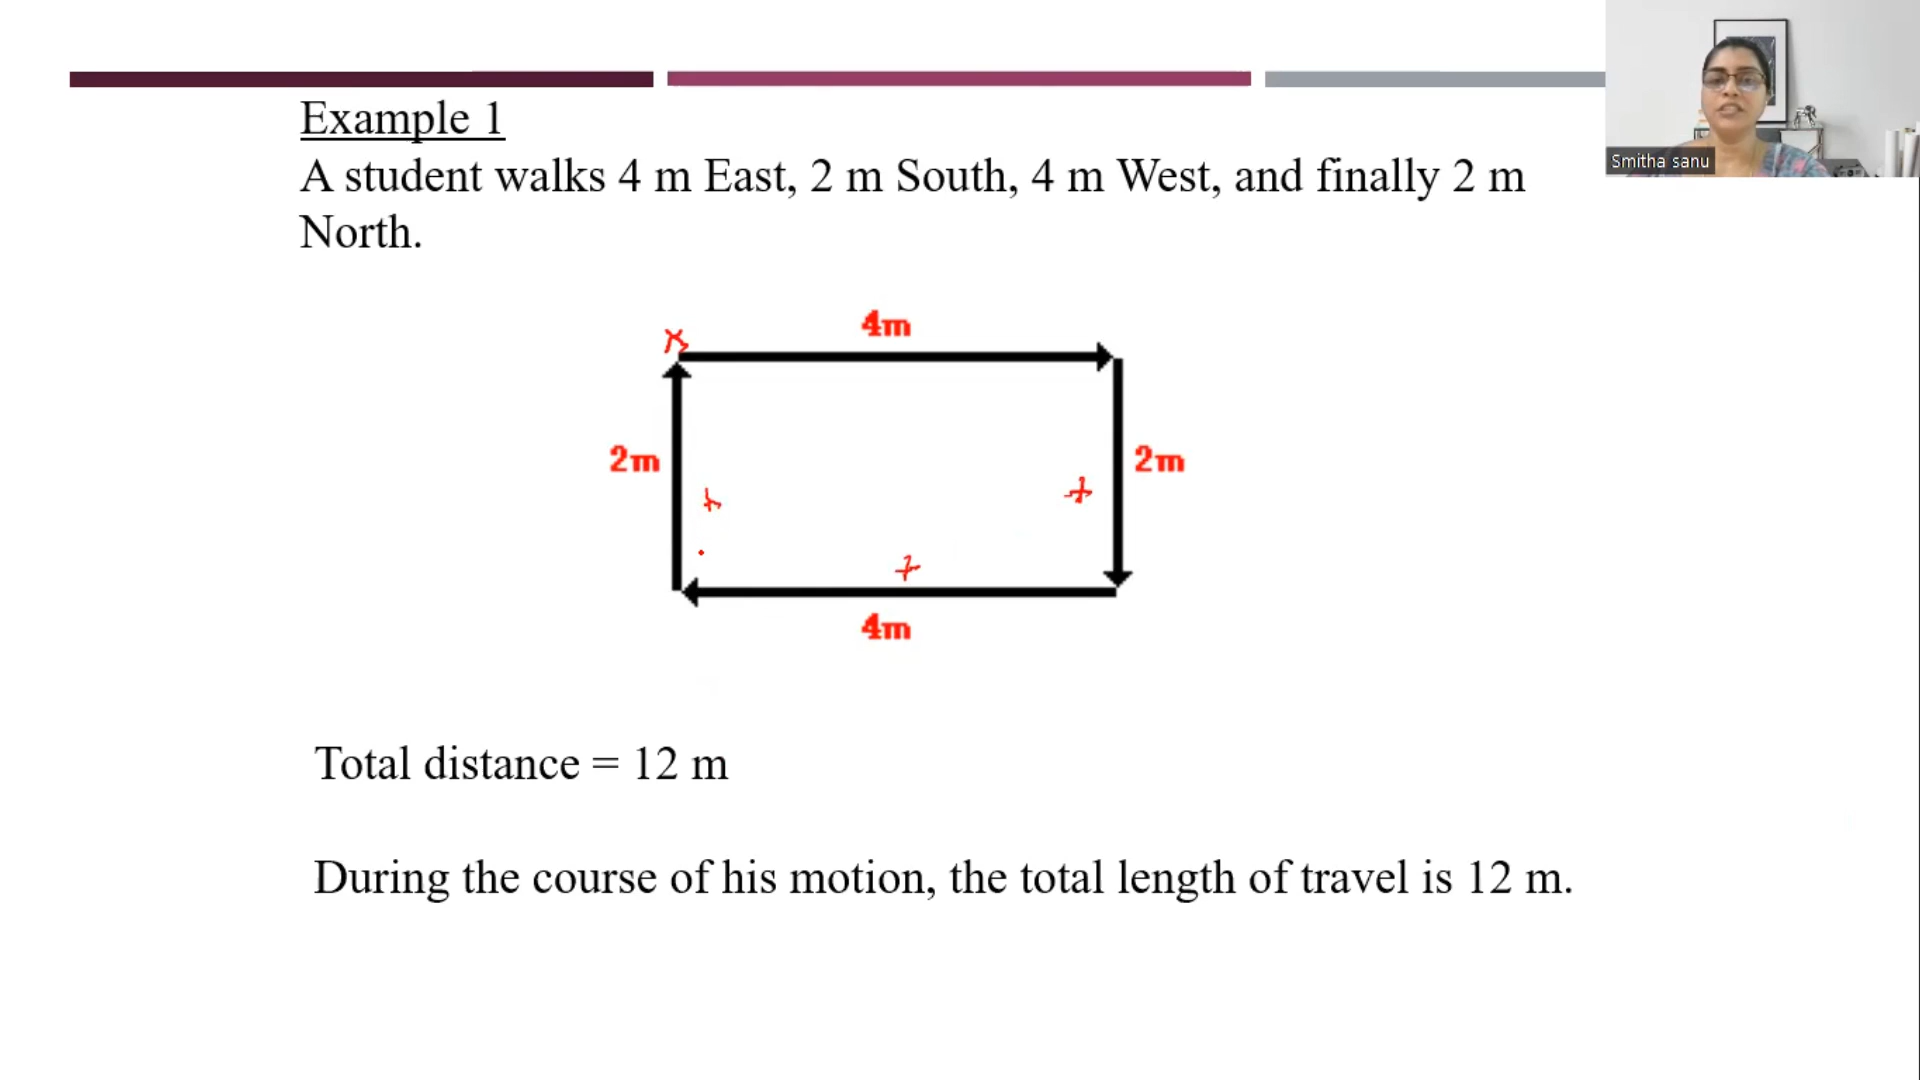 Example 1
A student walks 4 m East, 2 m South, 4 m West, and finally 2 m
North.
Smitha sanu
4m
x
2m
2m
+
+
+
4m
Total distance = 12 m
During the course of his motion, the total length of travel is 12 m.